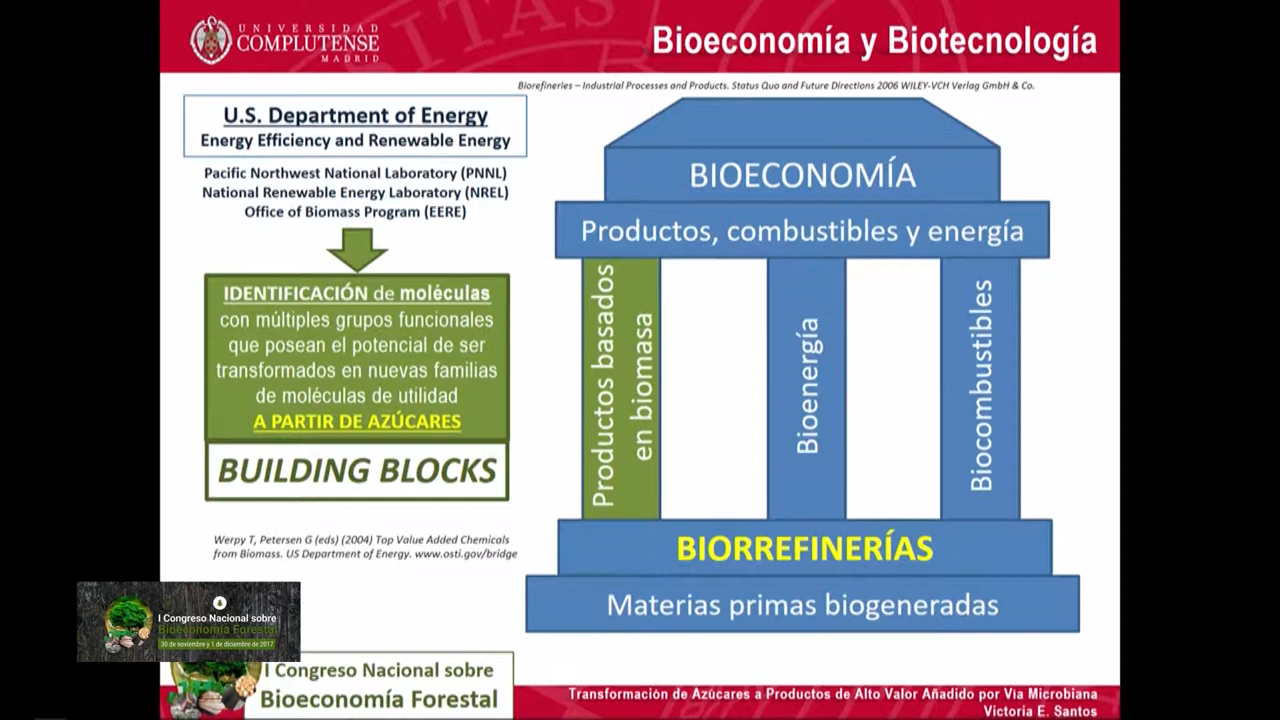 UNIVERSIDAD
COMPLUTENSE
MADRID
Bioeconomía y Biotecnología
Biorefineries – Industrial Processes and Products. Status Quo and Future Directions 2006 WILEY-VCH Verlag GmbH & Co.
U.S. Department of Energy
Energy Efficiency and Renewable Energy
Pacific Northwest National Laboratory (PNNL)
National Renewable Energy Laboratory (NREL)
Office of Biomass Program (EERE)
IDENTIFICACIÓN de moléculas
con múltiples grupos funcionales
que posean el potencial de ser
transformados en nuevas familias
de moléculas de utilidad
A PARTIR DE AZÚCARES
BUILDING BLOCKS
Werpy T, Petersen G (eds) (2004) Top Value Added Chemicals
from Biomass. US Department of Energy. www.osti.gov/bridge
BIOECONOMÍA
Productos, combustibles y energía
Productos basados
en biomasa
Bioenergía
Biocombustibles
BIORREFINERÍAS
Materias primas biogeneradas
I Congreso Nacional sobre
Bioeconomía Forestal
30 de noviembre y 1 de diciembre de 2017
I Congreso Nacional sobre
Bioeconomía Forestal
Transformación de Azúcares a Productos de Alto Valor Añadido por Vía Microbiana
Victoria E. Santos